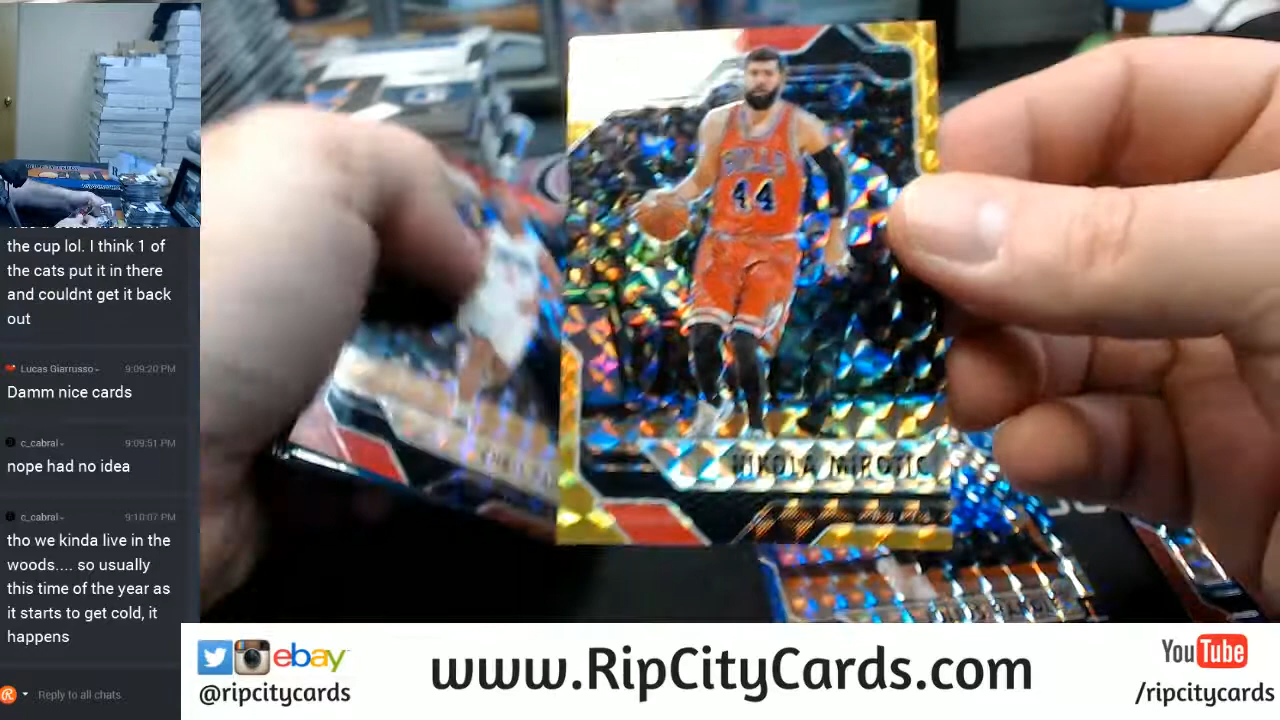 the cup lol. I think 1 of
the cats put it in there
and couldnt get it back
out
Lucas Giarrusso 9:09:20 PM
Damm nice cards
c_cabral 9:09:51 PM
nope had no idea
c_cabral 9:10:07 PM
tho we kinda live in the
woods.... so usually
this time of the year as
it starts to get cold, it
happens
Reply to all chats
BULLS
44
NIKOLA MIROTIC
ebay
@ripcitycards
www.RipCityCards.com
YouTube
/ripcitycards